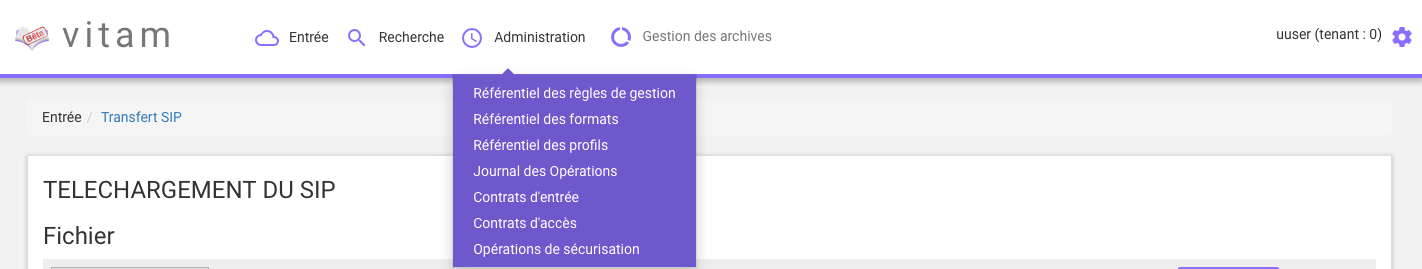 Bêta vitam Entrée Recherche Administration Gestion des archives uuser (tenant : 0)
Référentiel des règles de gestion
Entrée / Transfert SIP
Référentiel des formats
Référentiel des profils
Journal des Opérations
TELECHARGEMENT DU SIP
Contrats d'entrée
Contrats d'accès
Fichier
Opérations de sécurisation